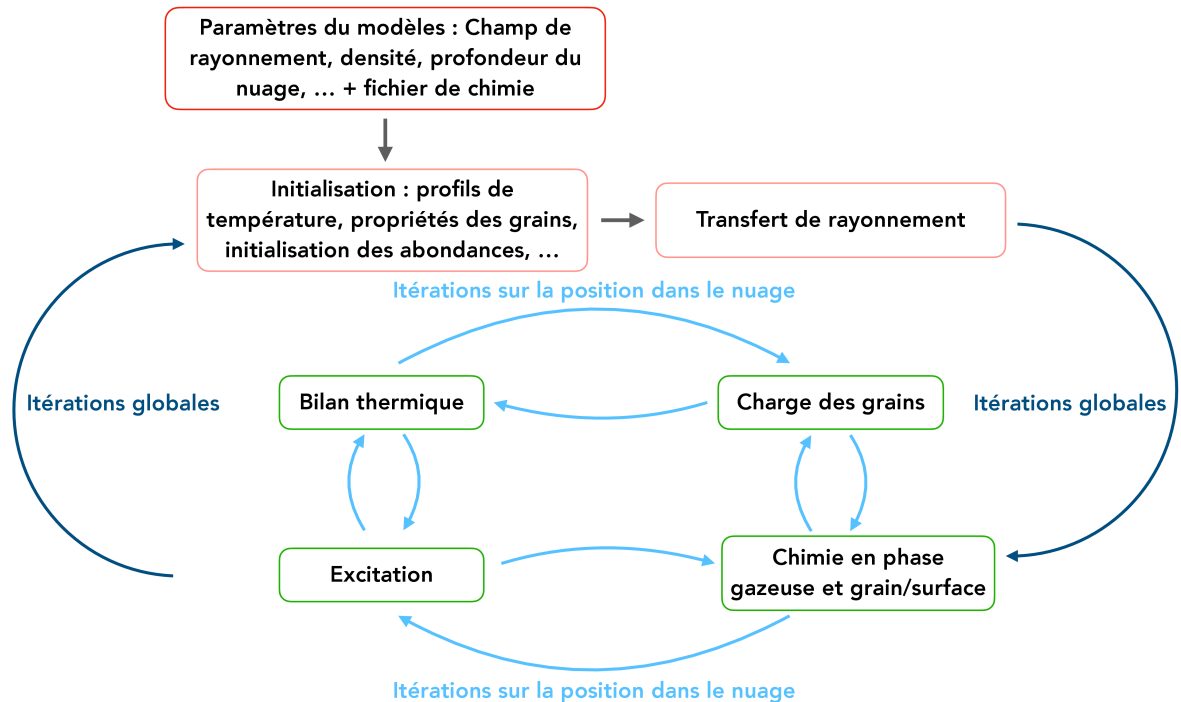 Paramètres du modèles : Champ de
rayonnement, densité, profondeur du
nuage, … + fichier de chimie
Initialisation : profils de
température, propriétés des grains,
initialisation des abondances, …
Transfert de rayonnement
Itérations sur la position dans le nuage
Bilan thermique
Charge des grains
Itérations globales
Itérations globales
Excitation
Chimie en phase
gazeuse et grain/surface
Itérations sur la position dans le nuage